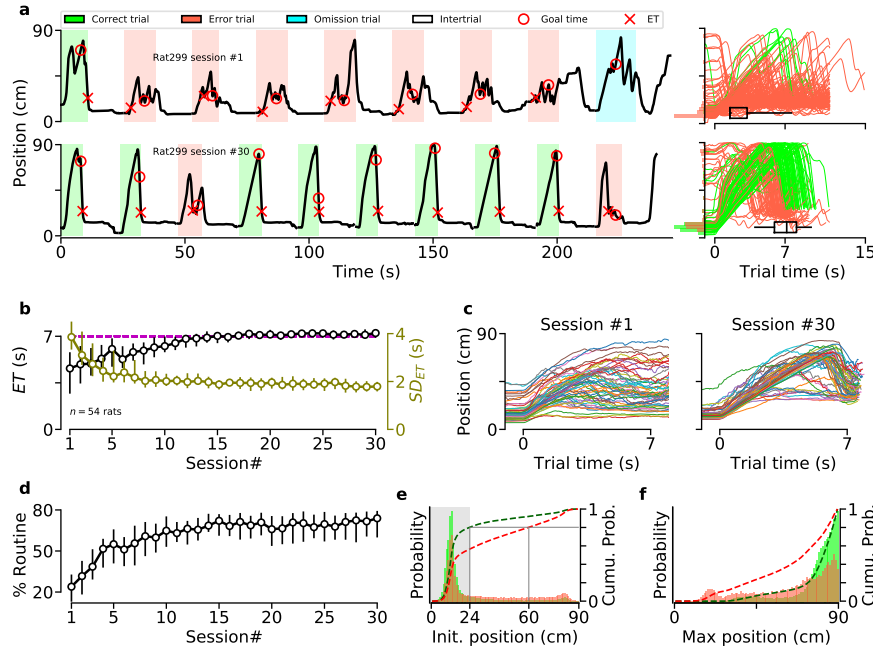 a
Correct trial Error trial Omission trial Intertrial Goal time ET
90
Rat299 session #1
Position (cm)
0
90
Rat299 session #30
0
0 50 100 150 200
Time (s)
0 7 15
Trial time (s)
b
7
ET (s)
0
n = 54 rats
4
2
0
SD_ET (s)
1 5 10 15 20 25 30
Session#
c
Session #1 Session #30
90
Position (cm)
0
0 7 0 7
Trial time (s) Trial time (s)
d
80
50
20
% Routine
1 5 10 15 20 25 30
Session#
e
Probability
1
0
Cumu. Prob.
0 24 60 90
Init. position (cm)
f
Probability
1
0
Cumu. Prob.
0 90
Max position (cm)